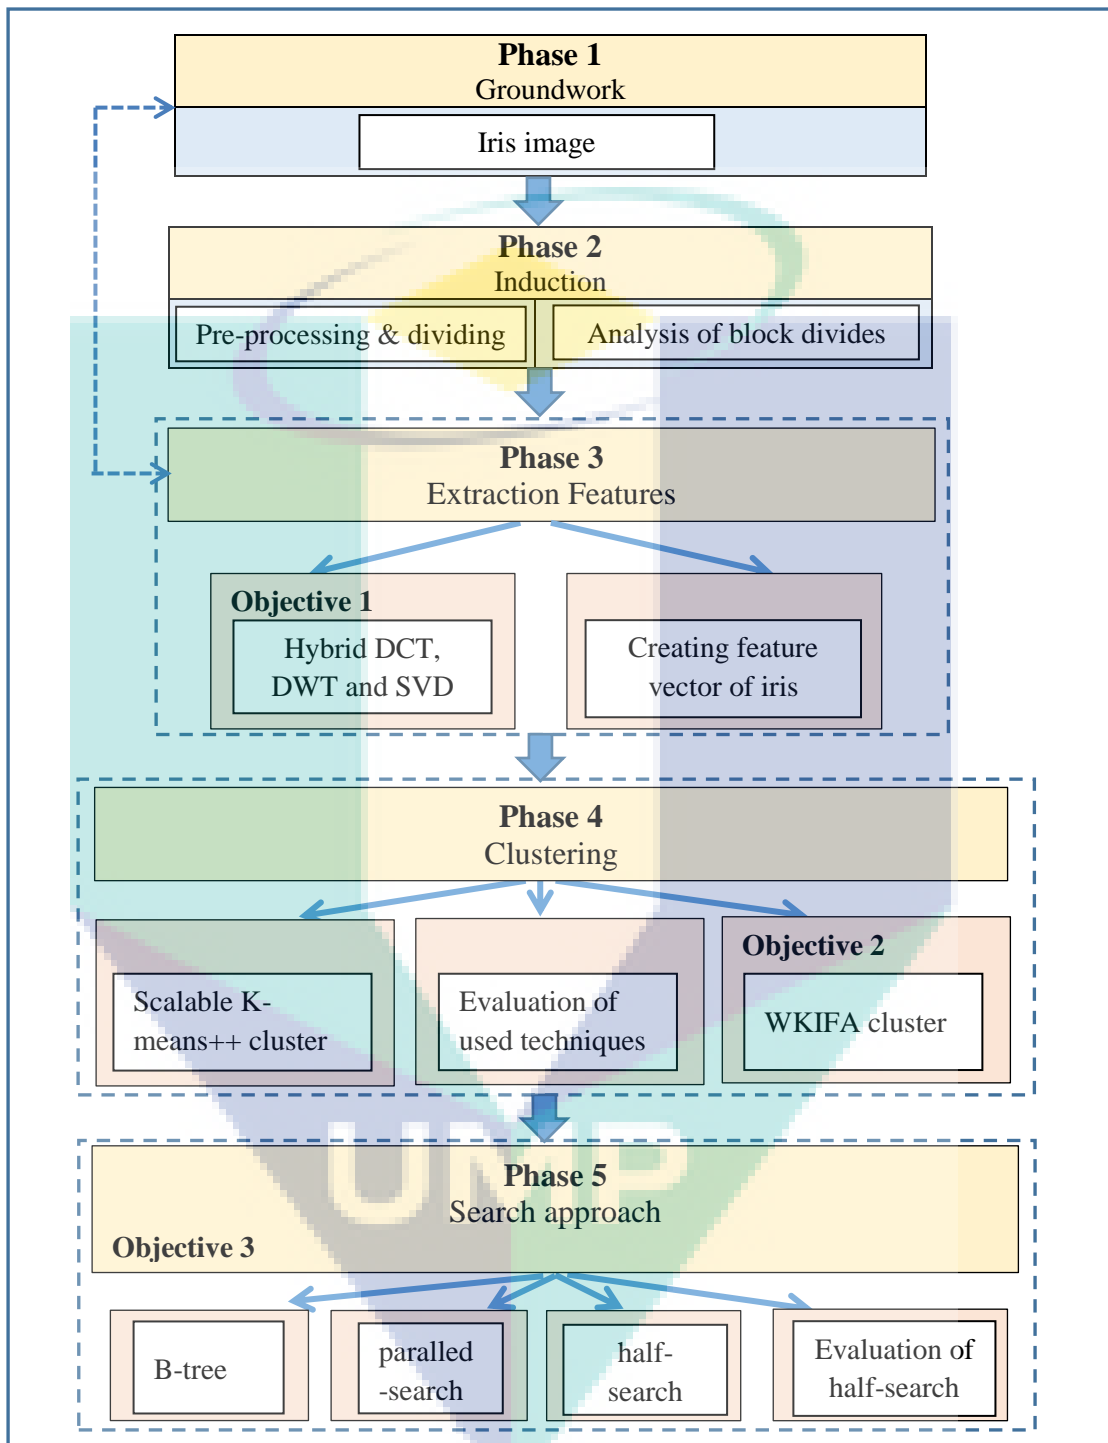 Phase 1
Groundwork
Iris image
Phase 2
Induction
Pre-processing & dividing
Analysis of block divides
Phase 3
Extraction Features
Objective 1
Hybrid DCT,
DWT and SVD
Creating feature
vector of iris
Phase 4
Clustering
Scalable K-
means++ cluster
Evaluation of
used techniques
Objective 2
WKIFA cluster
UMP
Phase 5
Search approach
Objective 3
B-tree
paralled
-search
half-
search
Evaluation of
half-search